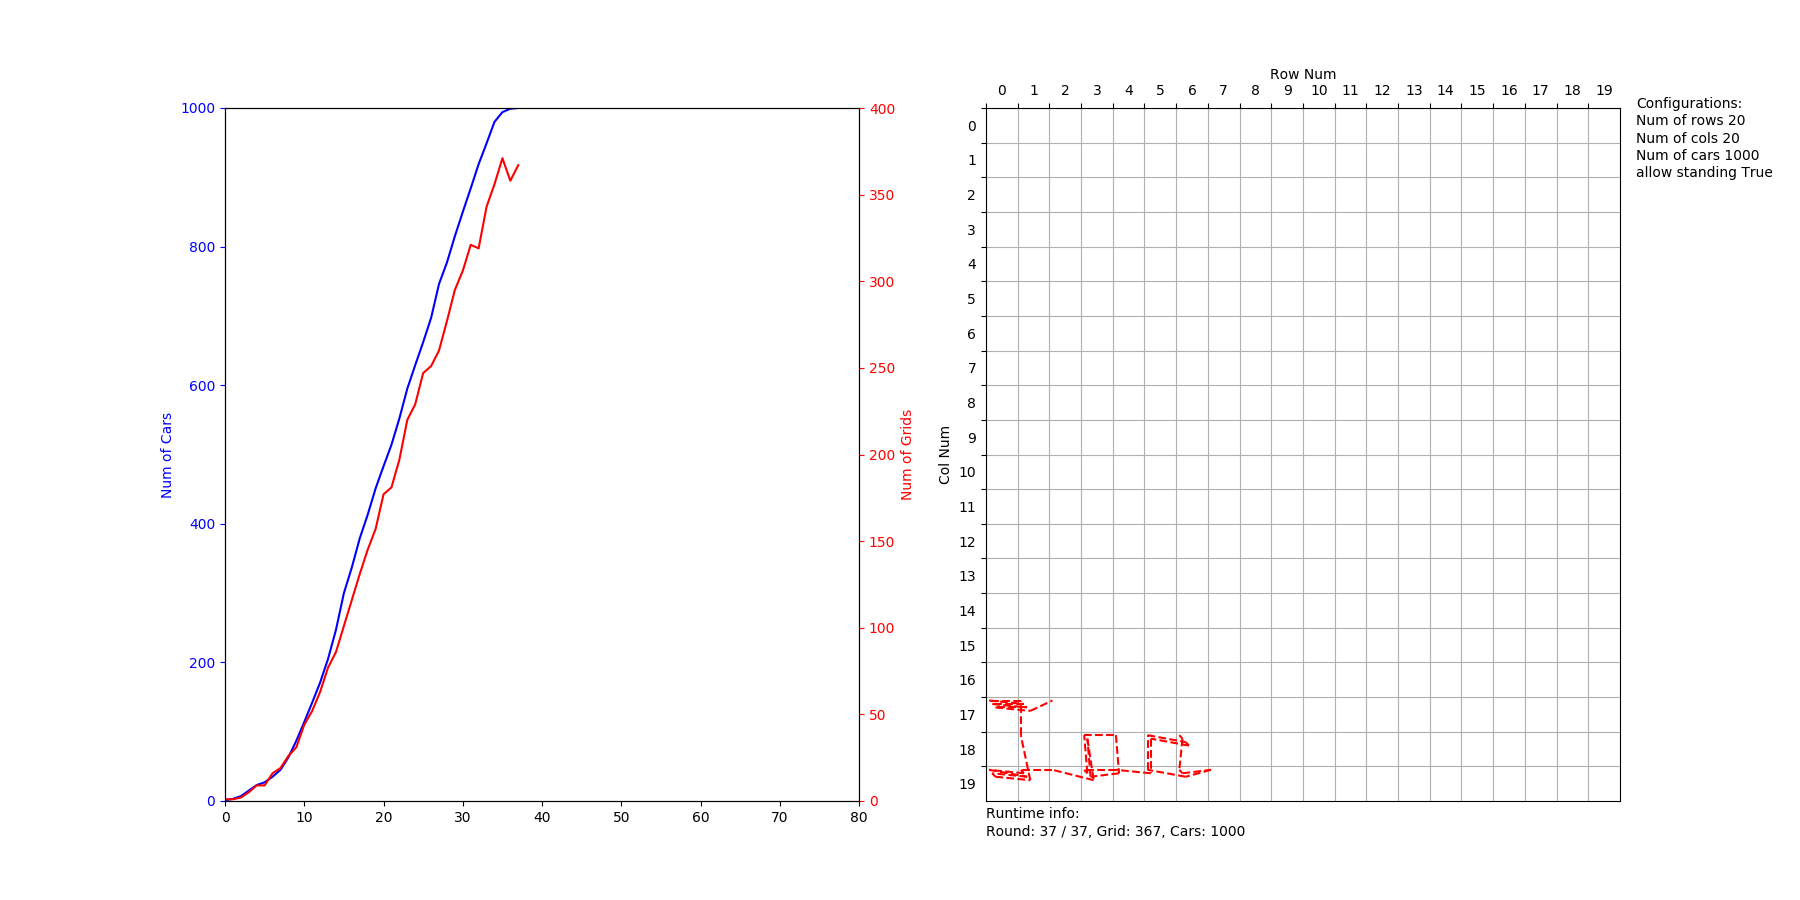 Num of Cars
1000
800
600
400
200
0
0 10 20 30 40 50 60 70 80
400
350
300
250
200
150
100
50
0
Num of Grids
Row Num
0 1 2 3 4 5 6 7 8 9 10 11 12 13 14 15 16 17 18 19
Col Num
0
1
2
3
4
5
6
7
8
9
10
11
12
13
14
15
16
17
18
19
Configurations:
Num of rows 20
Num of cols 20
Num of cars 1000
allow standing True
Runtime info:
Round: 37 / 37, Grid: 367, Cars: 1000